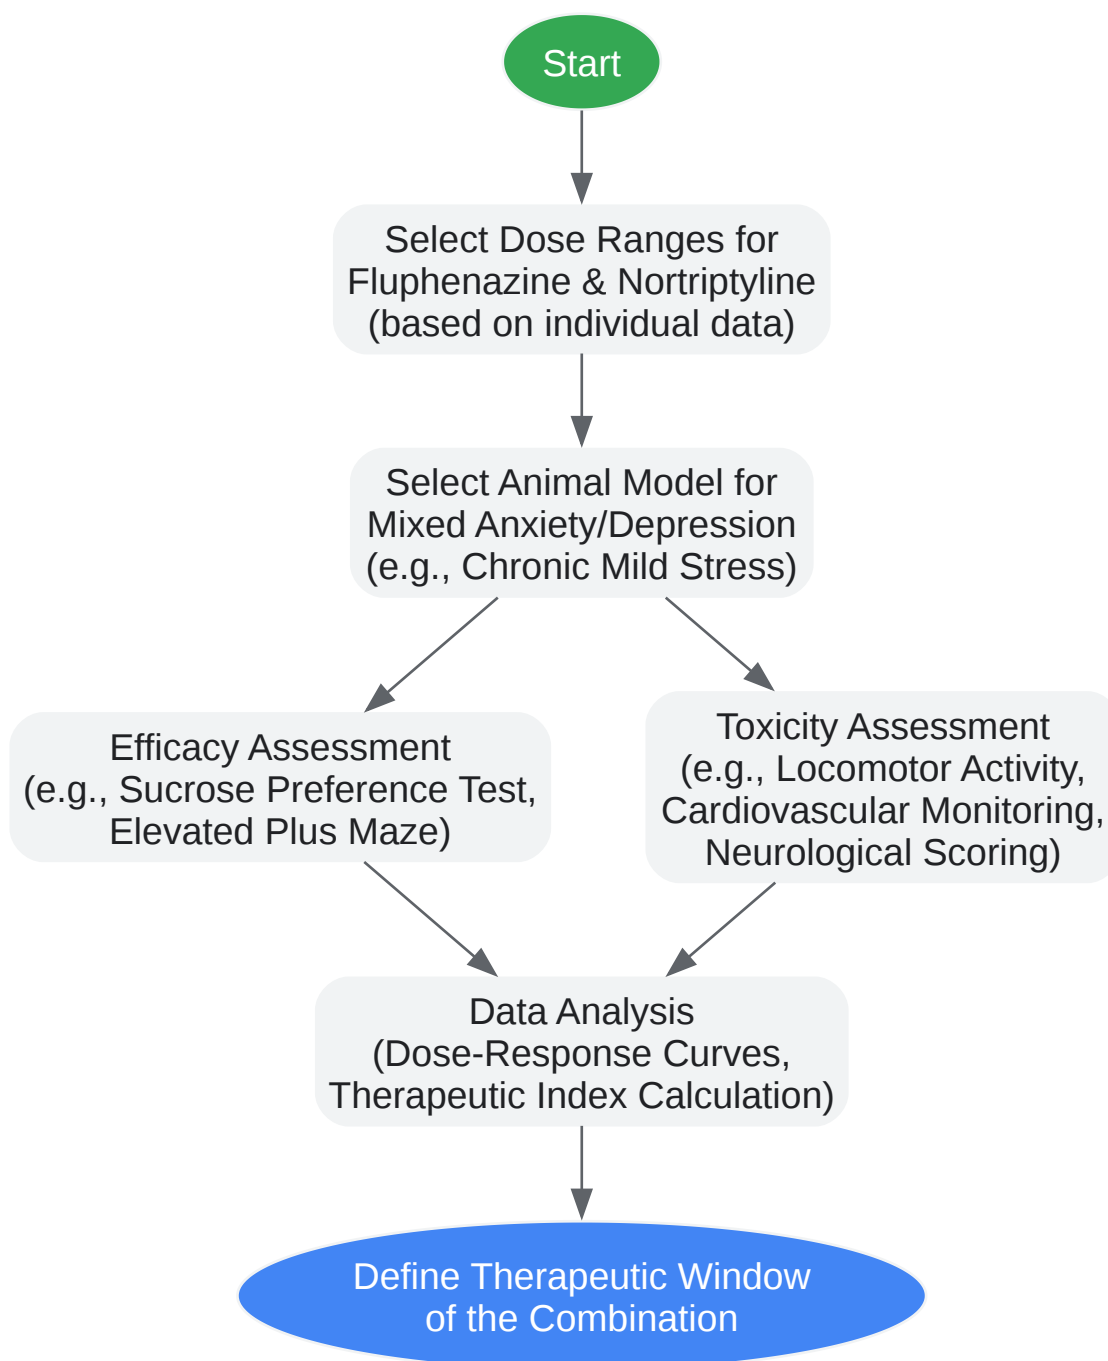 Start
Select Dose Ranges for
Fluphenazine & Nortriptyline
(based on individual data)
Select Animal Model for
Mixed Anxiety/Depression
(e.g., Chronic Mild Stress)
Efficacy Assessment
(e.g., Sucrose Preference Test,
Elevated Plus Maze)
Toxicity Assessment
(e.g., Locomotor Activity,
Cardiovascular Monitoring,
Neurological Scoring)
Data Analysis
(Dose-Response Curves,
Therapeutic Index Calculation)
Define Therapeutic Window
of the Combination